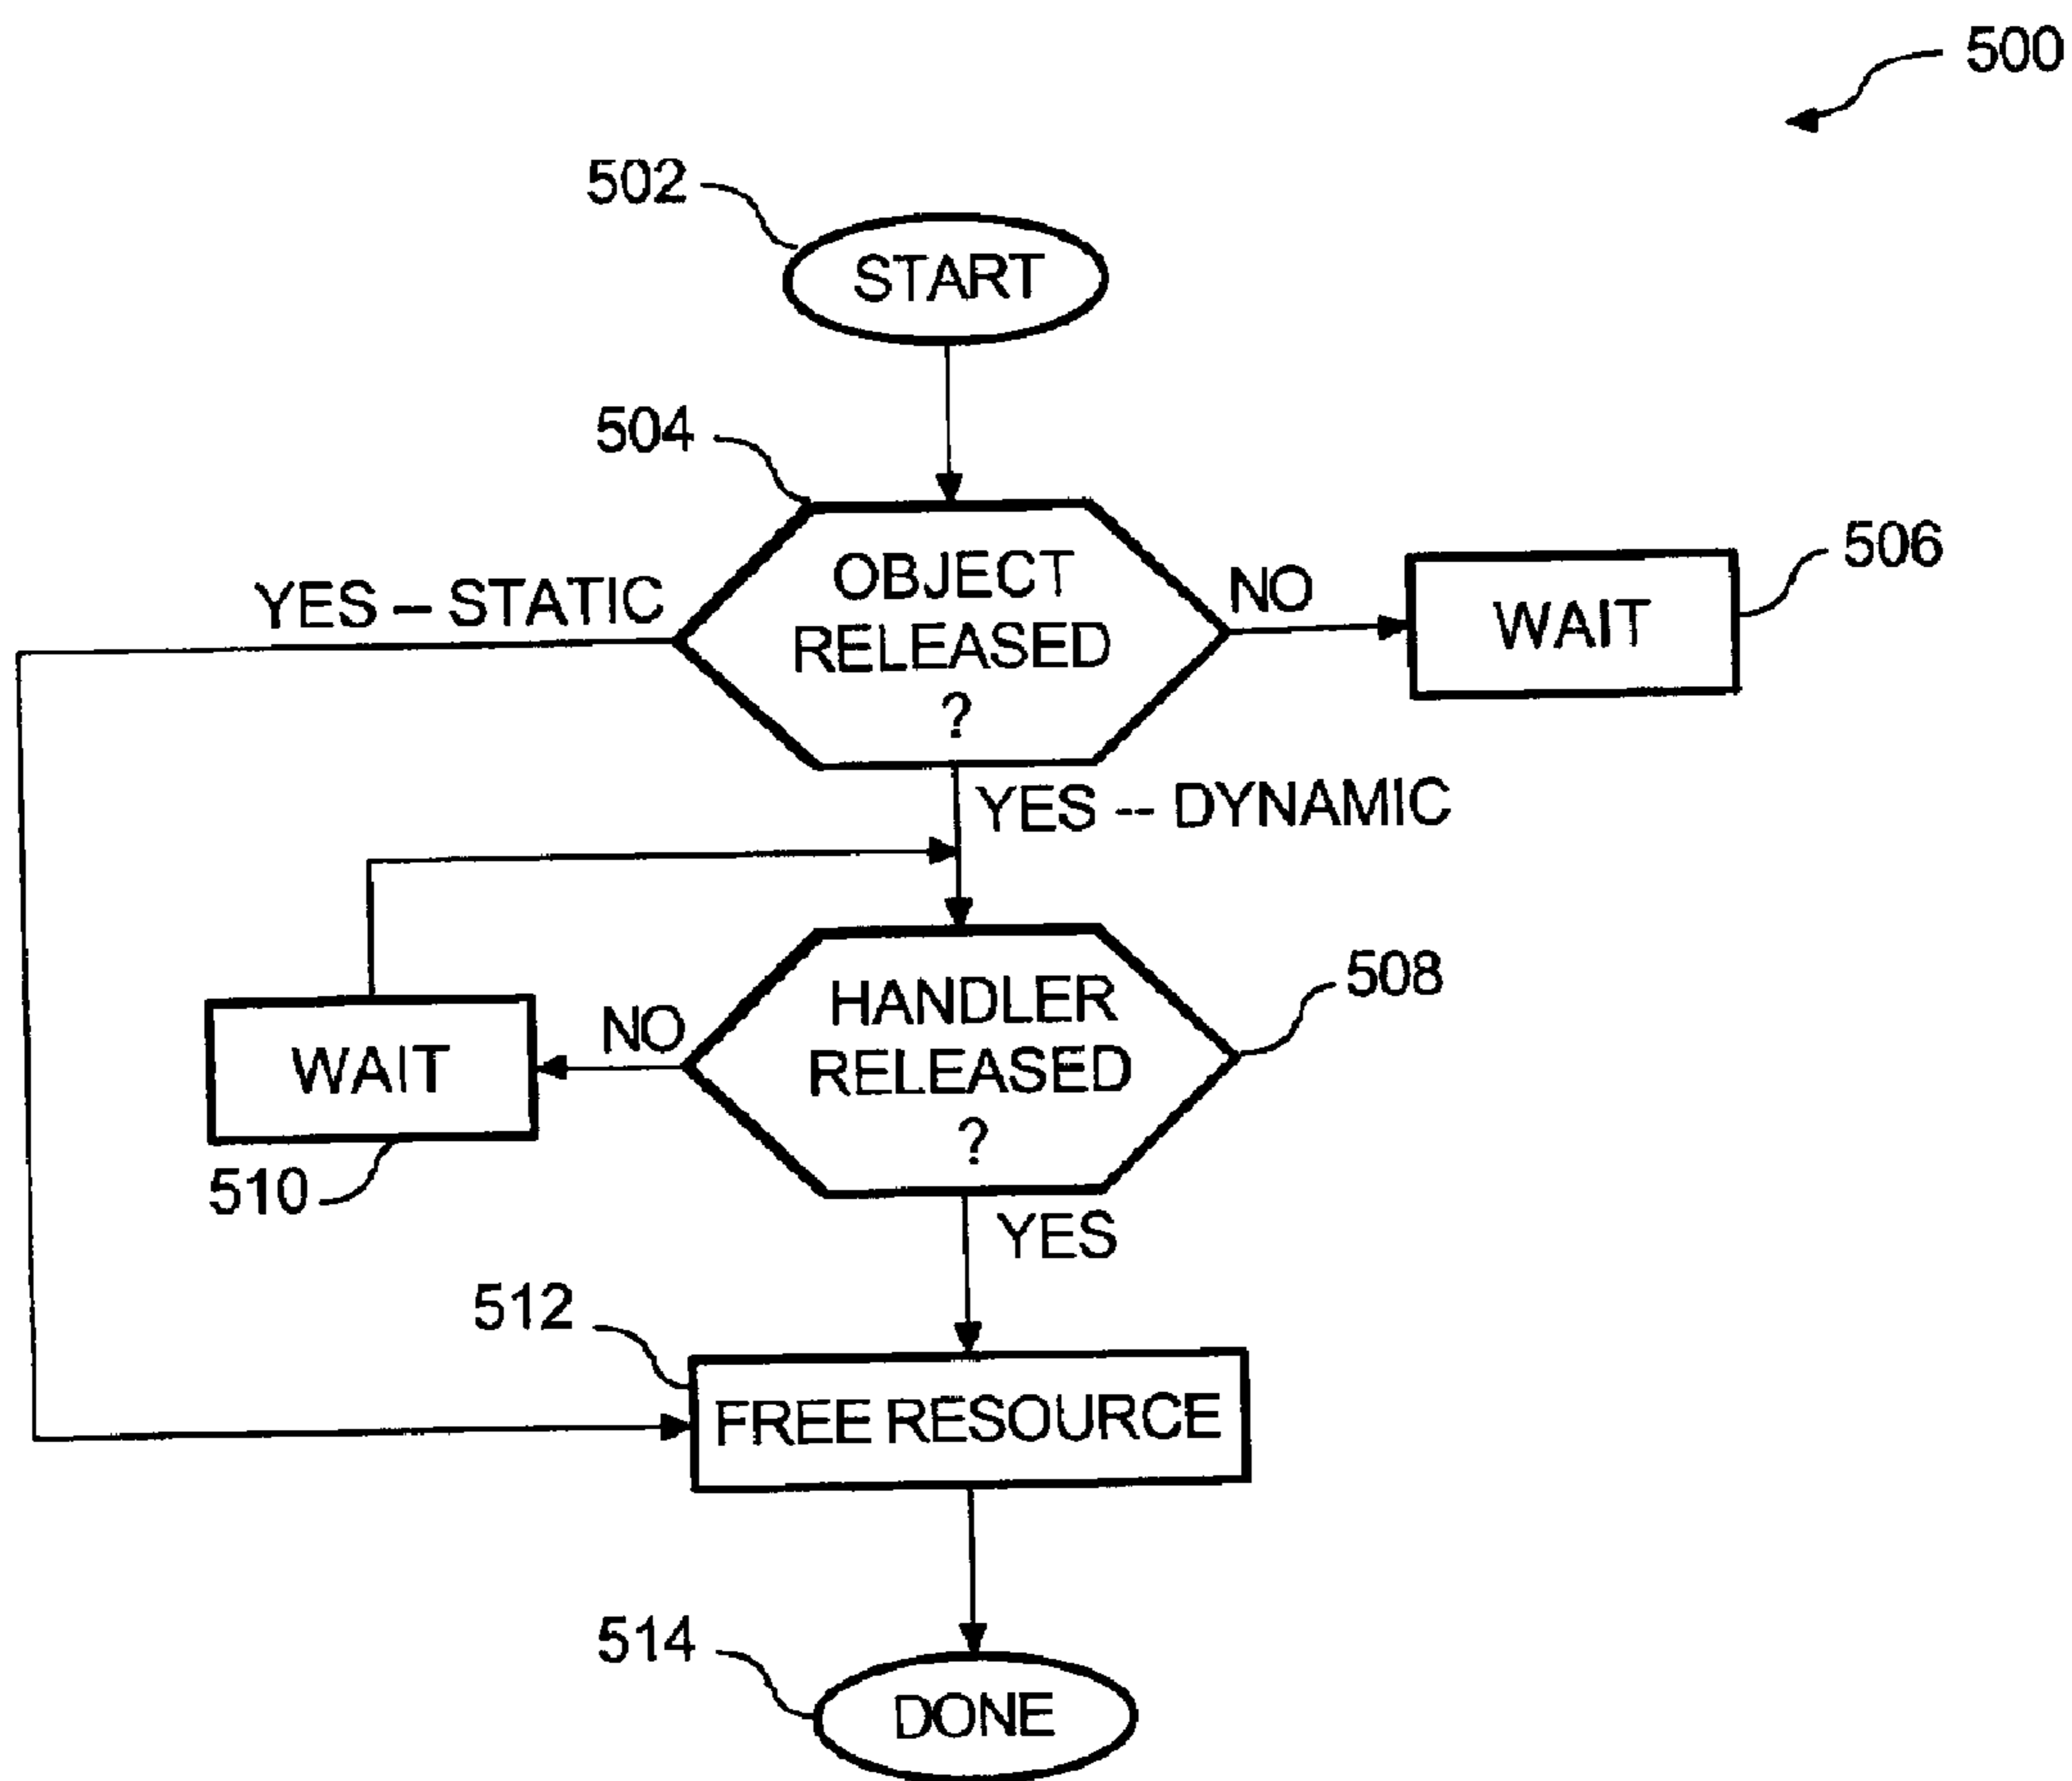 500
502
START
504
OBJECT
RELEASED
?
YES – STATIC
NO
WAIT
506
YES -- DYNAMIC
HANDLER
RELEASED
?
508
NO
WAIT
510
YES
512
FREE RESOURCE
514
DONE